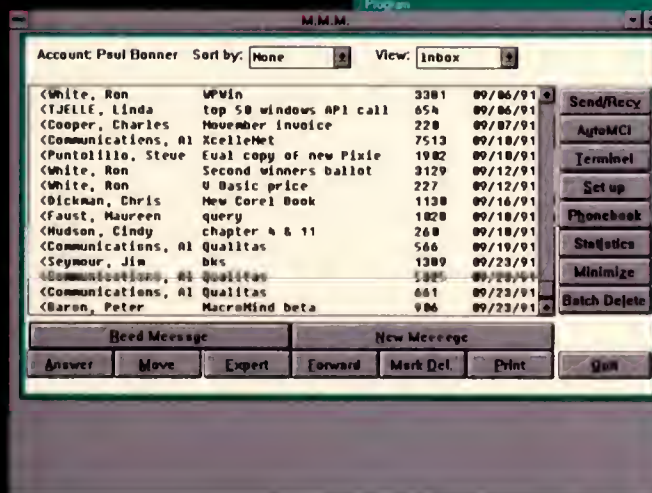 Program
M.M.M.
Account: Paul Bonner Sort by: None View: Inbox
<White, Ron WPWin 3381 09/06/91
<TJELLE, Linda top 50 windows API call 654 09/06/91
<Cooper, Charles November invoice 228 09/07/91
<Communications, Al XcelleNet 7513 09/10/91
<Puntolillo, Steve Eval copy of new Pixie 1902 09/10/91
<White, Ron Second winners ballot 3129 09/12/91
<White, Ron V Basic price 227 09/12/91
<Dickman, Chris New Corel Book 1138 09/16/91
<Faust, Maureen query 1020 09/18/91
<Hudson, Cindy chapter 4 & 11 260 09/18/91
<Communications, Al Qualitas 566 09/19/91
<Seymour, Jim bks 1389 09/23/91
<Communications, Al Qualitas
<Communications, Al Qualitas 661 09/23/91
<Baron, Peter MacroMind beta 906 09/23/91
Send/Recv
AutoMCI
Terminal
Set up
Phonebook
Statistics
Minimize
Batch Delete
Read Message New Message
Answer Move Export Forward Mark Del. Print Quit